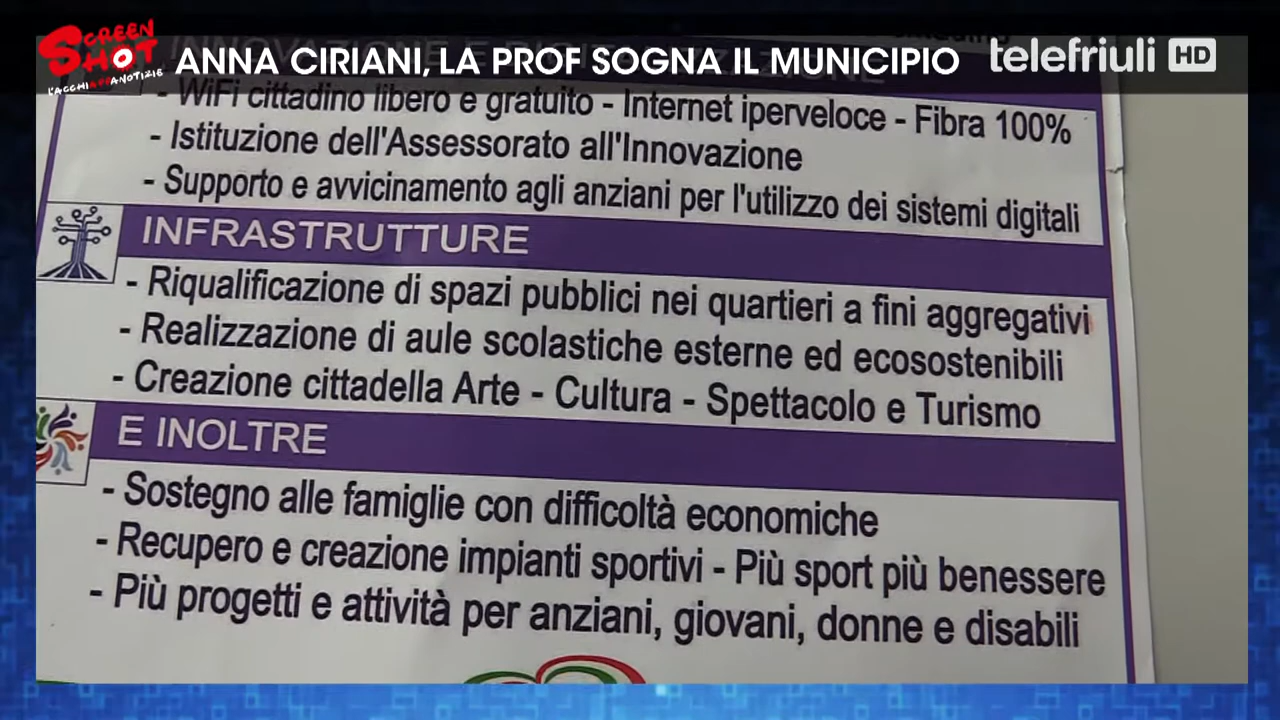 SCREEN
SHOT
L'ACCHIAPPANOTIZIE
ANNA CIRIANI, LA PROF SOGNA IL MUNICIPIO
telefriuli HD
- WiFi cittadino libero e gratuito - Internet iperveloce - Fibra 100%
- Istituzione dell'Assessorato all'Innovazione
- Supporto e avvicinamento agli anziani per l'utilizzo dei sistemi digitali
INFRASTRUTTURE
- Riqualificazione di spazi pubblici nei quartieri a fini aggregativi
- Realizzazione di aule scolastiche esterne ed ecosostenibili
- Creazione cittadella Arte - Cultura - Spettacolo e Turismo
E INOLTRE
- Sostegno alle famiglie con difficoltà economiche
- Recupero e creazione impianti sportivi - Più sport più benessere
- Più progetti e attività per anziani, giovani, donne e disabili